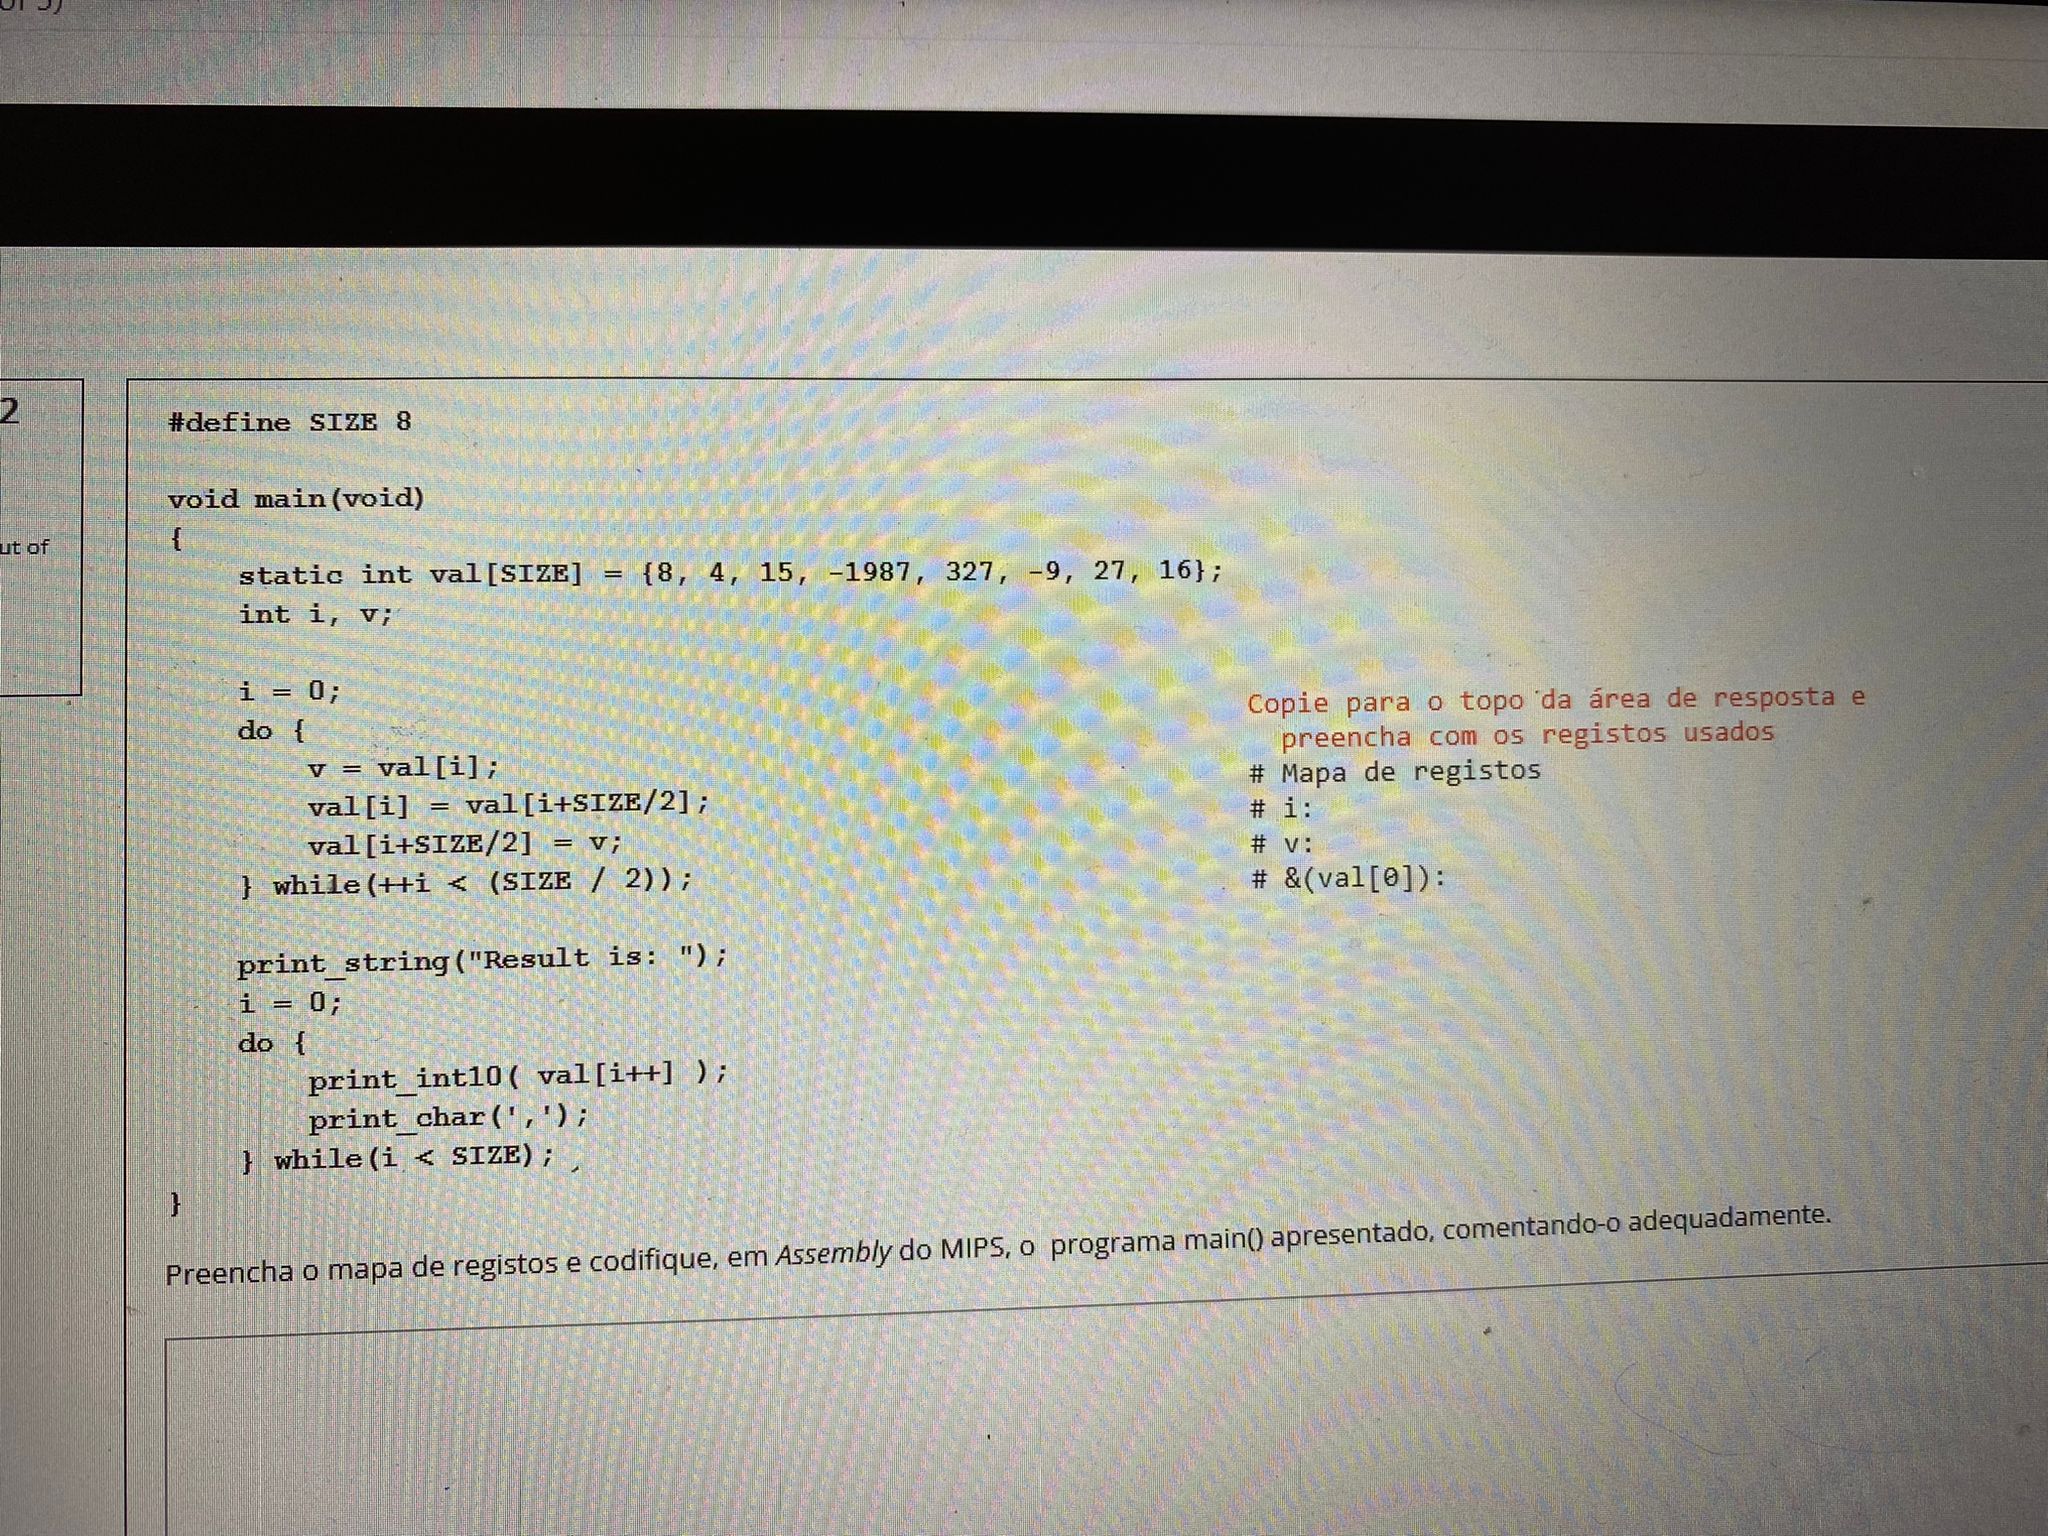 2
ut of
#define SIZE 8
void main(void)
{
static int val[SIZE] = {8, 4, 15, -1987, 327, -9, 27, 16};
int i, v;
i = 0;
do {
v = val[i];
val[i] = val[i+SIZE/2];
val[i+SIZE/2] = v;
} while(++i < (SIZE / 2));
print_string("Result is: ");
i = 0;
do {
print_int10( val[i++] );
print_char(',');
} while(i < SIZE);
}
Copie para o topo da área de resposta e
preencha com os registos usados
# Mapa de registos
# i:
# v:
# &(val[0]):
Preencha o mapa de registos e codifique, em Assembly do MIPS, o programa main() apresentado, comentando-o adequadamente.